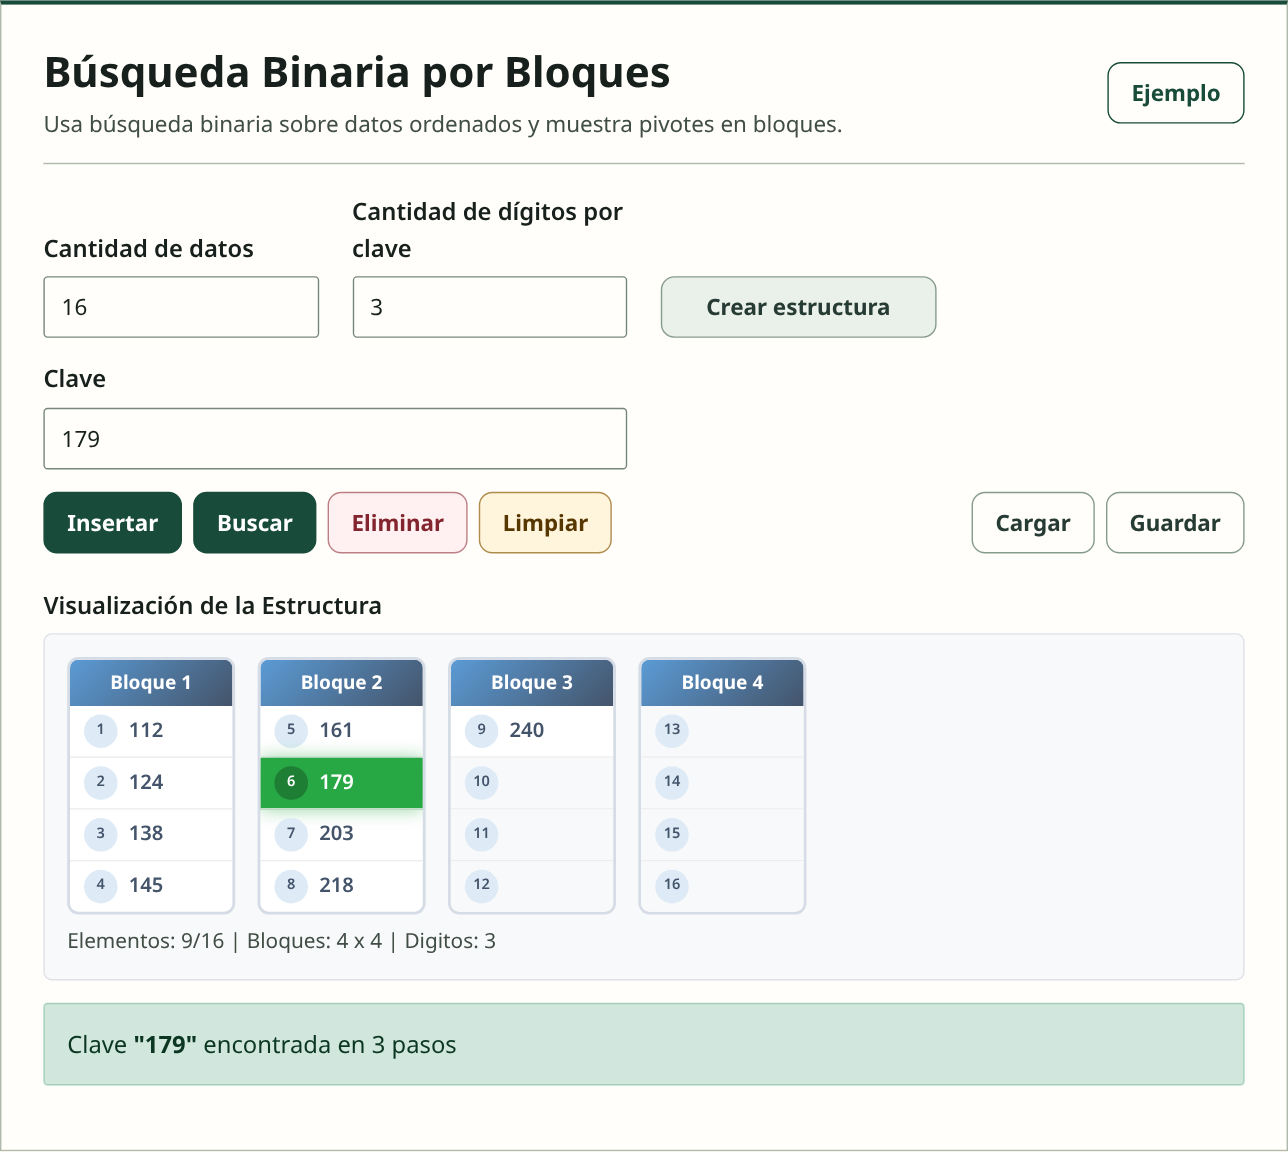 Búsqueda Binaria por Bloques
Usa búsqueda binaria sobre datos ordenados y muestra pivotes en bloques.
Ejemplo
Cantidad de datos
Cantidad de dígitos por
clave
16
3
Crear estructura
Clave
179
Insertar
Buscar
Eliminar
Limpiar
Cargar
Guardar
Visualización de la Estructura
Bloque 1
1 112
2 124
3 138
4 145
Bloque 2
5 161
6 179
7 203
8 218
Bloque 3
9 240
10
11
12
Bloque 4
13
14
15
16
Elementos: 9/16 | Bloques: 4 x 4 | Digitos: 3
Clave "179" encontrada en 3 pasos